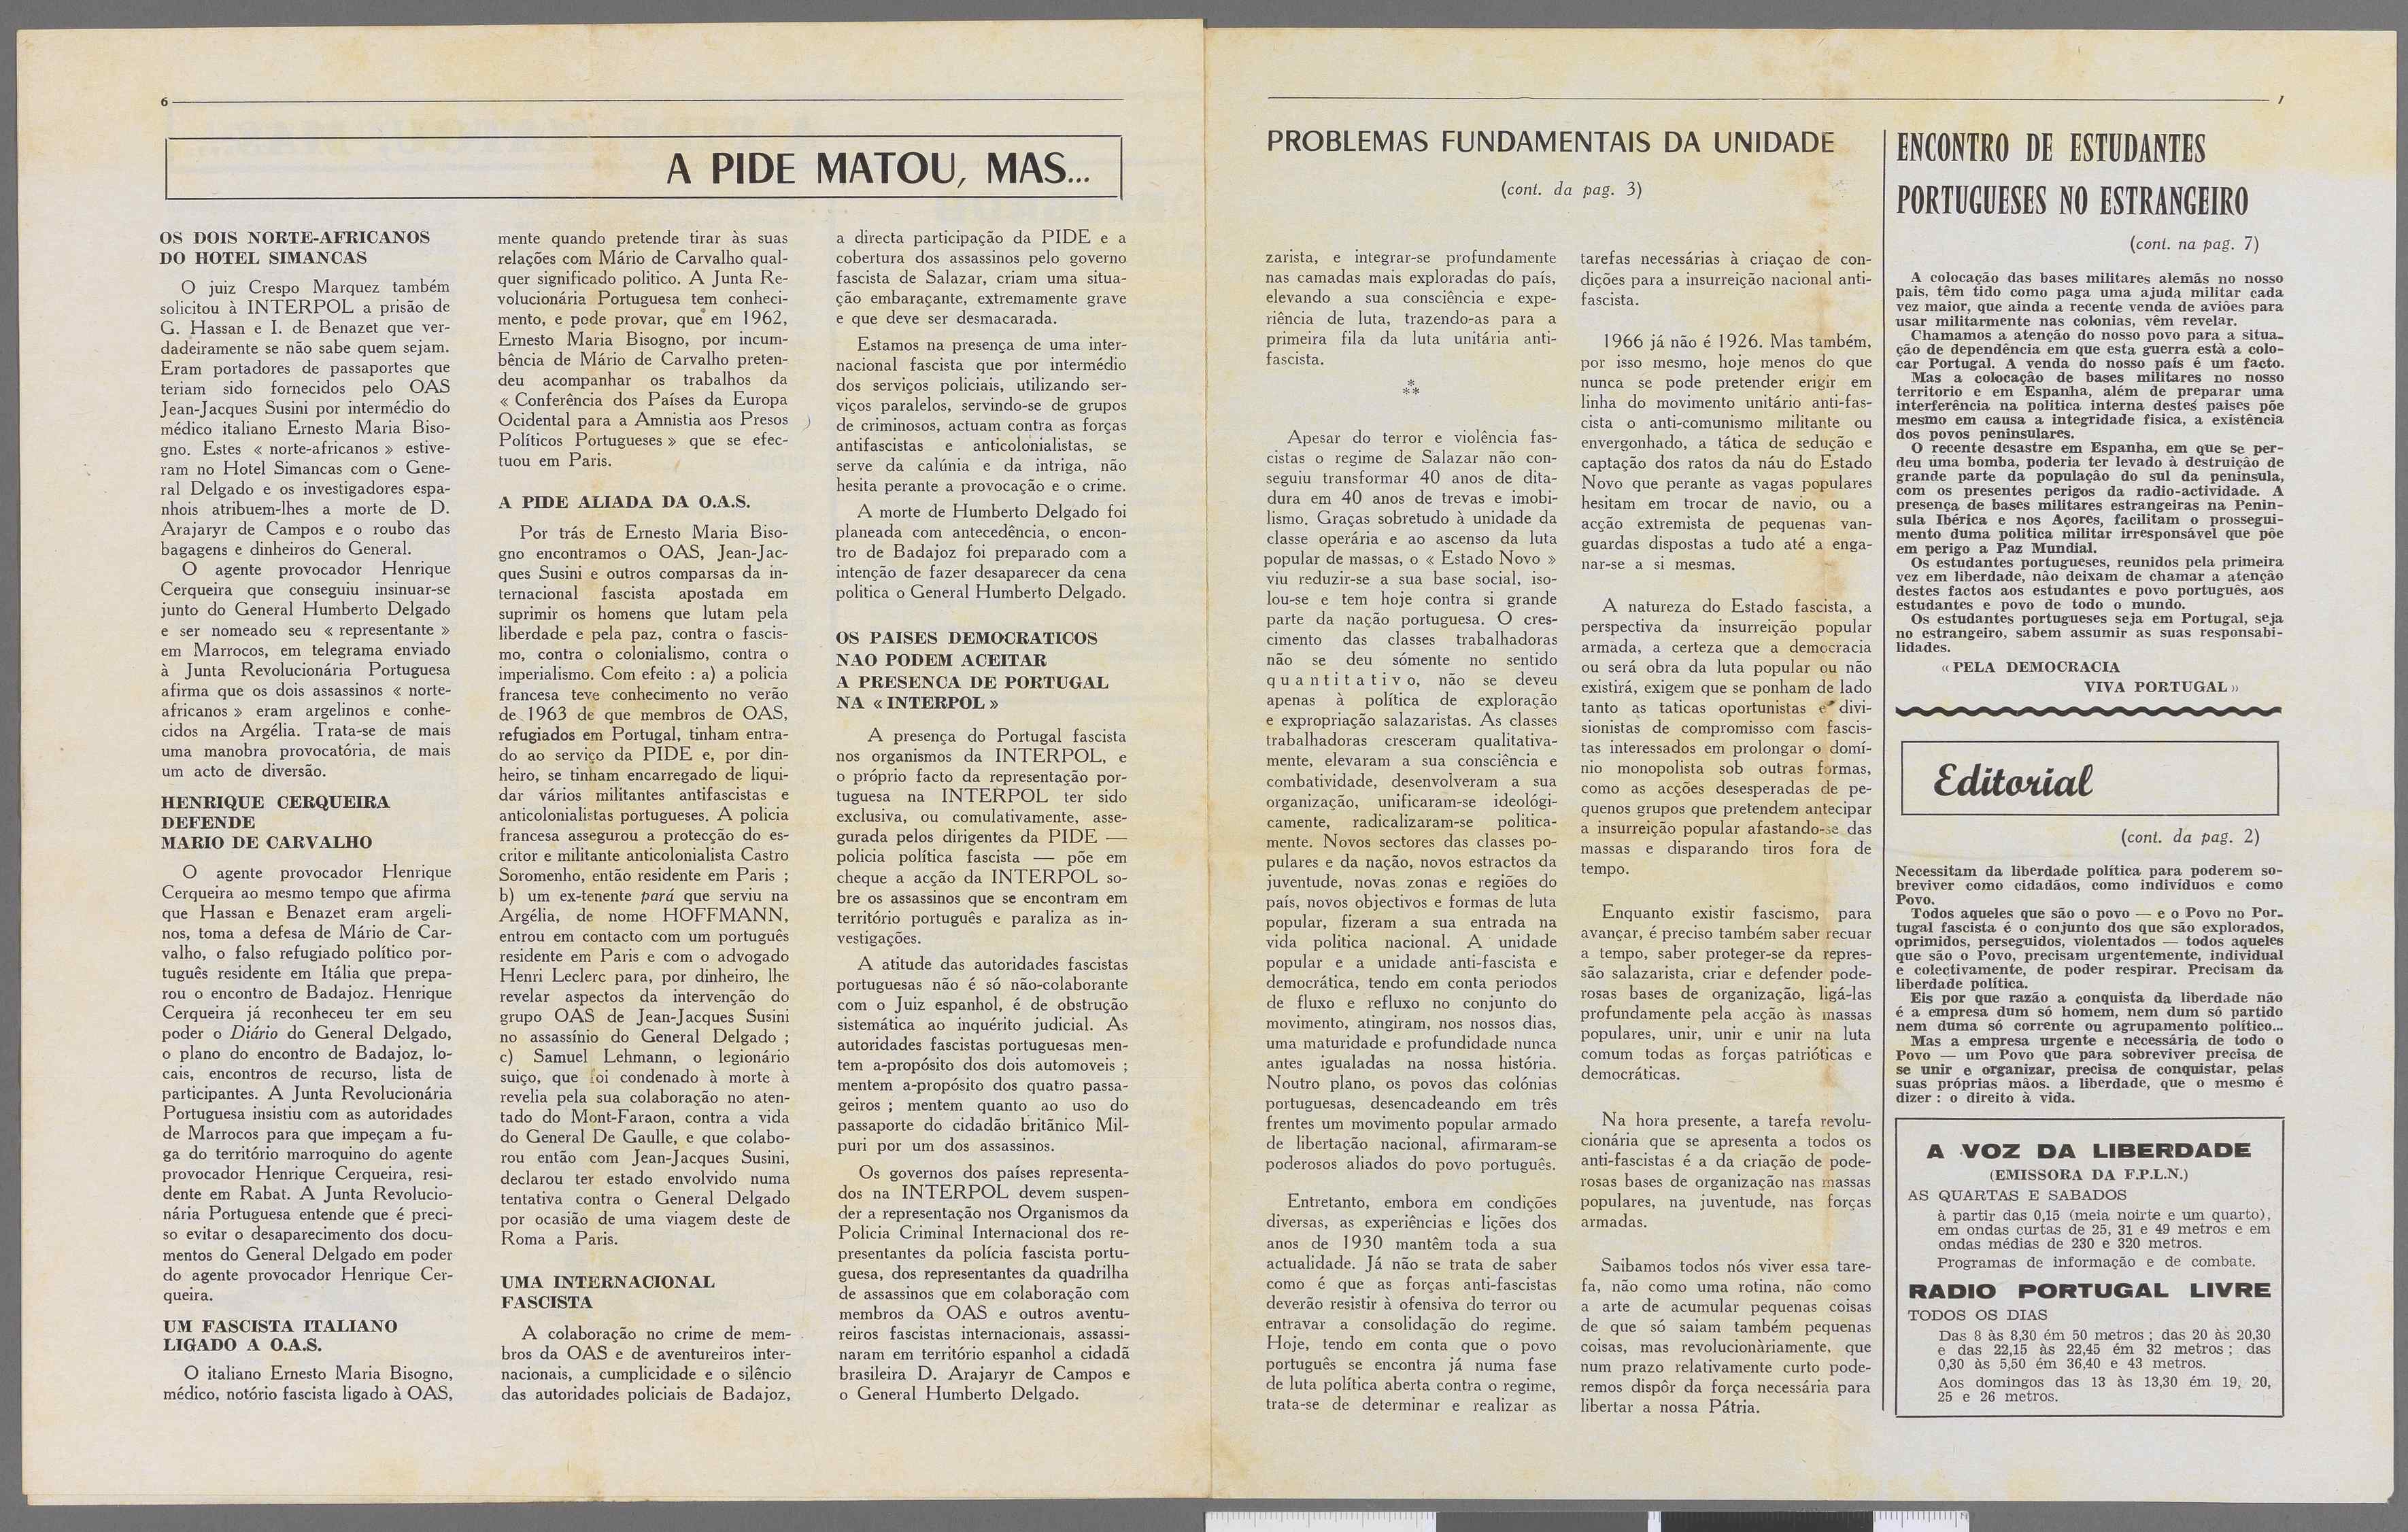 6
A PIDE MATOU, MAS...
OS DOIS NORTE-AFRICANOS
DO HOTEL SIMANCAS
O juiz Crespo Marquez também
solicitou à INTERPOL a prisão de
G. Hassan e I. de Benazet que ver-
dadeiramente se não sabe quem sejam.
Eram portadores de passaportes que
teriam sido fornecidos pelo OAS
Jean-Jacques Susini por intermédio do
médico italiano Ernesto Maria Biso-
gno. Estes « norte-africanos » estive-
ram no Hotel Simancas com o Gene-
ral Delgado e os investigadores espa-
nhois atribuem-lhes a morte de D.
Arajaryr de Campos e o roubo das
bagagens e dinheiros do General.
O agente provocador Henrique
Cerqueira que conseguiu insinuar-se
junto do General Humberto Delgado
e ser nomeado seu « representante »
em Marrocos, em telegrama enviado
à Junta Revolucionária Portuguesa
afirma que os dois assassinos « norte-
africanos » eram argelinos e conhe-
cidos na Argélia. Trata-se de mais
uma manobra provocatória, de mais
um acto de diversão.
HENRIQUE CERQUEIRA
DEFENDE
MARIO DE CARVALHO
O agente provocador Henrique
Cerqueira ao mesmo tempo que afirma
que Hassan e Benazet eram argeli-
nos, toma a defesa de Mário de Car-
valho, o falso refugiado político por-
tuguês residente em Itália que prepa-
rou o encontro de Badajoz. Henrique
Cerqueira já reconheceu ter em seu
poder o Diário do General Delgado,
o plano do encontro de Badajoz, lo-
cais, encontros de recurso, lista de
participantes. A Junta Revolucionária
Portuguesa insistiu com as autoridades
de Marrocos para que impeçam a fu-
ga do território marroquino do agente
provocador Henrique Cerqueira, resi-
dente em Rabat. A Junta Revolucio-
nária Portuguesa entende que é preci-
so evitar o desaparecimento dos docu-
mentos do General Delgado em poder
do agente provocador Henrique Cer-
queira.
UM FASCISTA ITALIANO
LIGADO A O.A.S.
O italiano Ernesto Maria Bisogno,
médico, notório fascista ligado à OAS,
mente quando pretende tirar às suas
relações com Mário de Carvalho qual-
quer significado politico. A Junta Re-
volucionária Portuguesa tem conheci-
mento, e pode provar, que em 1962,
Ernesto Maria Bisogno, por incum-
bência de Mário de Carvalho preten-
deu acompanhar os trabalhos da
« Conferência dos Países da Europa
Ocidental para a Amnistia aos Presos
Políticos Portugueses » que se efec-
tuou em Paris.
A PIDE ALIADA DA O.A.S.
Por trás de Ernesto Maria Biso-
gno encontramos o OAS, Jean-Jac-
ques Susini e outros comparsas da in-
ternacional fascista apostada em
suprimir os homens que lutam pela
liberdade e pela paz, contra o fascis-
mo, contra o colonialismo, contra o
imperialismo. Com efeito : a) a policia
francesa teve conhecimento no verão
de 1963 de que membros de OAS,
refugiados em Portugal, tinham entra-
do ao serviço da PIDE e, por din-
heiro, se tinham encarregado de liqui-
dar vários militantes antifascistas e
anticolonialistas portugueses. A policia
francesa assegurou a protecção do es-
critor e militante anticolonialista Castro
Soromenho, então residente em Paris ;
b) um ex-tenente pará que serviu na
Argélia, de nome HOFFMANN,
entrou em contacto com um português
residente em Paris e com o advogado
Henri Leclerc para, por dinheiro, lhe
revelar aspectos da intervenção do
grupo OAS de Jean-Jacques Susini
no assassínio do General Delgado ;
c) Samuel Lehmann, o legionário
suiço, que foi condenado à morte à
revelia pela sua colaboração no aten-
tado do Mont-Faraon, contra a vida
do General De Gaulle, e que colabo-
rou então com Jean-Jacques Susini,
declarou ter estado envolvido numa
tentativa contra o General Delgado
por ocasião de uma viagem deste de
Roma a Paris.
UMA INTERNACIONAL
FASCISTA
A colaboração no crime de mem-
bros da OAS e de aventureiros inter-
nacionais, a cumplicidade e o silêncio
das autoridades policiais de Badajoz,
a directa participação da PIDE e a
cobertura dos assassinos pelo governo
fascista de Salazar, criam uma situa-
ção embaraçante, extremamente grave
e que deve ser desmacarada.
Estamos na presença de uma inter-
nacional fascista que por intermédio
dos serviços policiais, utilizando ser-
viços paralelos, servindo-se de grupos
de criminosos, actuam contra as forças
antifascistas e anticolonialistas, se
serve da calúnia e da intriga, não
hesita perante a provocação e o crime.
A morte de Humberto Delgado foi
planeada com antecedência, o encon-
tro de Badajoz foi preparado com a
intenção de fazer desaparecer da cena
politica o General Humberto Delgado.
OS PAISES DEMOCRATICOS
NAO PODEM ACEITAR
A PRESENCA DE PORTUGAL
NA « INTERPOL »
A presença do Portugal fascista
nos organismos da INTERPOL, e
o próprio facto da representação por-
tuguesa na INTERPOL ter sido
exclusiva, ou comulativamente, asse-
gurada pelos dirigentes da PIDE —
policia política fascista — põe em
cheque a acção da INTERPOL so-
bre os assassinos que se encontram em
território português e paraliza as in-
vestigações.
A atitude das autoridades fascistas
portuguesas não é só não-colaborante
com o Juiz espanhol, é de obstrução
sistemática ao inquérito judicial. As
autoridades fascistas portuguesas men-
tem a-propósito dos dois automoveis ;
mentem a-propósito dos quatro passa-
geiros ; mentem quanto ao uso do
passaporte do cidadão britânico Mil-
puri por um dos assassinos.
Os governos dos países representa-
dos na INTERPOL devem suspen-
der a representação nos Organismos da
Policia Criminal Internacional dos re-
presentantes da polícia fascista portu-
guesa, dos representantes da quadrilha
de assassinos que em colaboração com
membros da OAS e outros aventu-
reiros fascistas internacionais, assassi-
naram em território espanhol a cidadã
brasileira D. Arajaryr de Campos e
o General Humberto Delgado.
PROBLEMAS FUNDAMENTAIS DA UNIDADE
(cont. da pag. 3)
zarista, e integrar-se profundamente
nas camadas mais exploradas do país,
elevando a sua consciência e expe-
riência de luta, trazendo-as para a
primeira fila da luta unitária anti-
fascista.
*
**
Apesar do terror e violência fas-
cistas o regime de Salazar não con-
seguiu transformar 40 anos de dita-
dura em 40 anos de trevas e imobi-
lismo. Graças sobretudo à unidade da
classe operária e ao ascenso da luta
popular de massas, o « Estado Novo »
viu reduzir-se a sua base social, iso-
lou-se e tem hoje contra si grande
parte da nação portuguesa. O cres-
cimento das classes trabalhadoras
não se deu sómente no sentido
quantitativo, não se deveu
apenas à política de exploração
e expropriação salazaristas. As classes
trabalhadoras cresceram qualitativa-
mente, elevaram a sua consciência e
combatividade, desenvolveram a sua
organização, unificaram-se ideológi-
camente, radicalizaram-se politica-
mente. Novos sectores das classes po-
pulares e da nação, novos estractos da
juventude, novas zonas e regiões do
país, novos objectivos e formas de luta
popular, fizeram a sua entrada na
vida politica nacional. A unidade
popular e a unidade anti-fascista e
democrática, tendo em conta periodos
de fluxo e refluxo no conjunto do
movimento, atingiram, nos nossos dias,
uma maturidade e profundidade nunca
antes igualadas na nossa história.
Noutro plano, os povos das colónias
portuguesas, desencadeando em três
frentes um movimento popular armado
de libertação nacional, afirmaram-se
poderosos aliados do povo português.
Entretanto, embora em condições
diversas, as experiências e lições dos
anos de 1930 mantêm toda a sua
actualidade. Já não se trata de saber
como é que as forças anti-fascistas
deverão resistir à ofensiva do terror ou
entravar a consolidação do regime.
Hoje, tendo em conta que o povo
português se encontra já numa fase
de luta política aberta contra o regime,
trata-se de determinar e realizar as
tarefas necessárias à criaçao de con-
dições para a insurreição nacional anti-
fascista.
1966 já não é 1926. Mas também,
por isso mesmo, hoje menos do que
nunca se pode pretender erigir em
linha do movimento unitário anti-fas-
cista o anti-comunismo militante ou
envergonhado, a tática de sedução e
captação dos ratos da náu do Estado
Novo que perante as vagas populares
hesitam em trocar de navio, ou a
acção extremista de pequenas van-
guardas dispostas a tudo até a enga-
nar-se a si mesmas.
A natureza do Estado fascista, a
perspectiva da insurreição popular
armada, a certeza que a democracia
ou será obra da luta popular ou não
existirá, exigem que se ponham de lado
tanto as taticas oportunistas e divi-
sionistas de compromisso com fascis-
tas interessados em prolongar o domí-
nio monopolista sob outras formas,
como as acções desesperadas de pe-
quenos grupos que pretendem antecipar
a insurreição popular afastando-se das
massas e disparando tiros fora de
tempo.
Enquanto existir fascismo, para
avançar, é preciso também saber recuar
a tempo, saber proteger-se da repres-
são salazarista, criar e defender pode-
rosas bases de organização, ligá-las
profundamente pela acção às massas
populares, unir, unir e unir na luta
comum todas as forças patrióticas e
democráticas.
Na hora presente, a tarefa revolu-
cionária que se apresenta a todos os
anti-fascistas é a da criação de pode-
rosas bases de organização nas massas
populares, na juventude, nas forças
armadas.
Saibamos todos nós viver essa tare-
fa, não como uma rotina, não como
a arte de acumular pequenas coisas
de que só saiam também pequenas
coisas, mas revolucionàriamente, que
num prazo relativamente curto pode-
remos dispôr da força necessária para
libertar a nossa Pátria.
ENCONTRO DE ESTUDANTES
PORTUGUESES NO ESTRANGEIRO
(cont. na pag. 7)
A colocação das bases militares alemãs no nosso
pais, têm tido como paga uma ajuda militar cada
vez maior, que ainda a recente venda de aviões para
usar militarmente nas colonias, vêm revelar.
Chamamos a atenção do nosso povo para a situa-
ção de dependência em que esta guerra està a colo-
car Portugal. A venda do nosso país é um facto.
Mas a colocação de bases militares no nosso
territorio e em Espanha, além de preparar uma
interferência na politica interna destes paises põe
mesmo em causa a integridade fisica, a existência
dos povos peninsulares.
O recente desastre em Espanha, em que se per-
deu uma bomba, poderia ter levado à destruição de
grande parte da população do sul da peninsula,
com os presentes perigos da radio-actividade. A
presença de bases militares estrangeiras na Penin-
sula Ibérica e nos Açores, facilitam o prossegui-
mento duma politica militar irresponsável que põe
em perigo a Paz Mundial.
Os estudantes portugueses, reunidos pela primeira
vez em liberdade, não deixam de chamar a atenção
destes factos aos estudantes e povo português, aos
estudantes e povo de todo o mundo.
Os estudantes portugueses seja em Portugal, seja
no estrangeiro, sabem assumir as suas responsabi-
lidades.
« PELA DEMOCRACIA
VIVA PORTUGAL »
Editorial
(cont. da pag. 2)
Necessitam da liberdade política para poderem so-
breviver como cidadãos, como indivíduos e como
Povo.
Todos aqueles que são o povo — e o Povo no Por-
tugal fascista é o conjunto dos que são explorados,
oprimidos, perseguidos, violentados — todos aqueles
que são o Povo, precisam urgentemente, individual
e colectivamente, de poder respirar. Precisam da
liberdade política.
Eis por que razão a conquista da liberdade não
é a empresa dum só homem, nem dum só partido
nem duma só corrente ou agrupamento político...
Mas a empresa urgente e necessária de todo o
Povo — um Povo que para sobreviver precisa de
se unir e organizar, precisa de conquistar, pelas
suas próprias mãos. a liberdade, que o mesmo é
dizer : o direito à vida.
A VOZ DA LIBERDADE
(EMISSORA DA F.P.L.N.)
AS QUARTAS E SABADOS
à partir das 0,15 (meia noirte e um quarto),
em ondas curtas de 25, 31 e 49 metros e em
ondas médias de 230 e 320 metros.
Programas de informação e de combate.
RADIO PORTUGAL LIVRE
TODOS OS DIAS
Das 8 às 8,30 ém 50 metros ; das 20 às 20,30
e das 22,15 às 22,45 ém 32 metros ; das
0,30 às 5,50 ém 36,40 e 43 metros.
Aos domingos das 13 às 13,30 ém 19, 20,
25 e 26 metros.